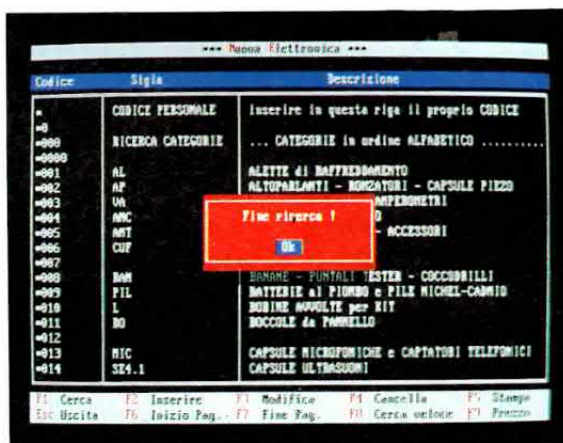 *** Nuova Elettronica ***
Codice Sigla Descrizione
= CODICE PERSONALE Inserire in questa riga il proprio CODICE
=0
=000 RICERCA CATEGORIE ... CATEGORIE in ordine ALFABETICO ..........
=0000
=001 AL ALETTE di RAFFREDDAMENTO
=002 AP ALTOPARLANTI - RONZATORI - CAPSULE PIEZO
=003 VA AMPEROMETRI
=004 AMC O
=005 ANT - ACCESSORI
=006 CUF
=007
=008 BAN BANANE - PUNTALI TESTER - COCCODRILLI
=009 PIL BATTERIE al PIOMBO e PILE NICHEL-CADMIO
=010 L BOBINE AVVOLTE per KIT
=011 BO BOCCOLE da PANNELLO
=012
=013 MIC CAPSULE MICROFONICHE e CAPTATORI TELEFONICI
=014 SE4.1 CAPSULE ULTRASUONI
Fine ricerca !
Ok
F1 Cerca F2 Inserire F3 Modifica F4 Cancella F5 Stampa
Esc Uscita F6 Inizio Pag. F7 Fine Pag. F8 Cerca veloce F9 Prezzo